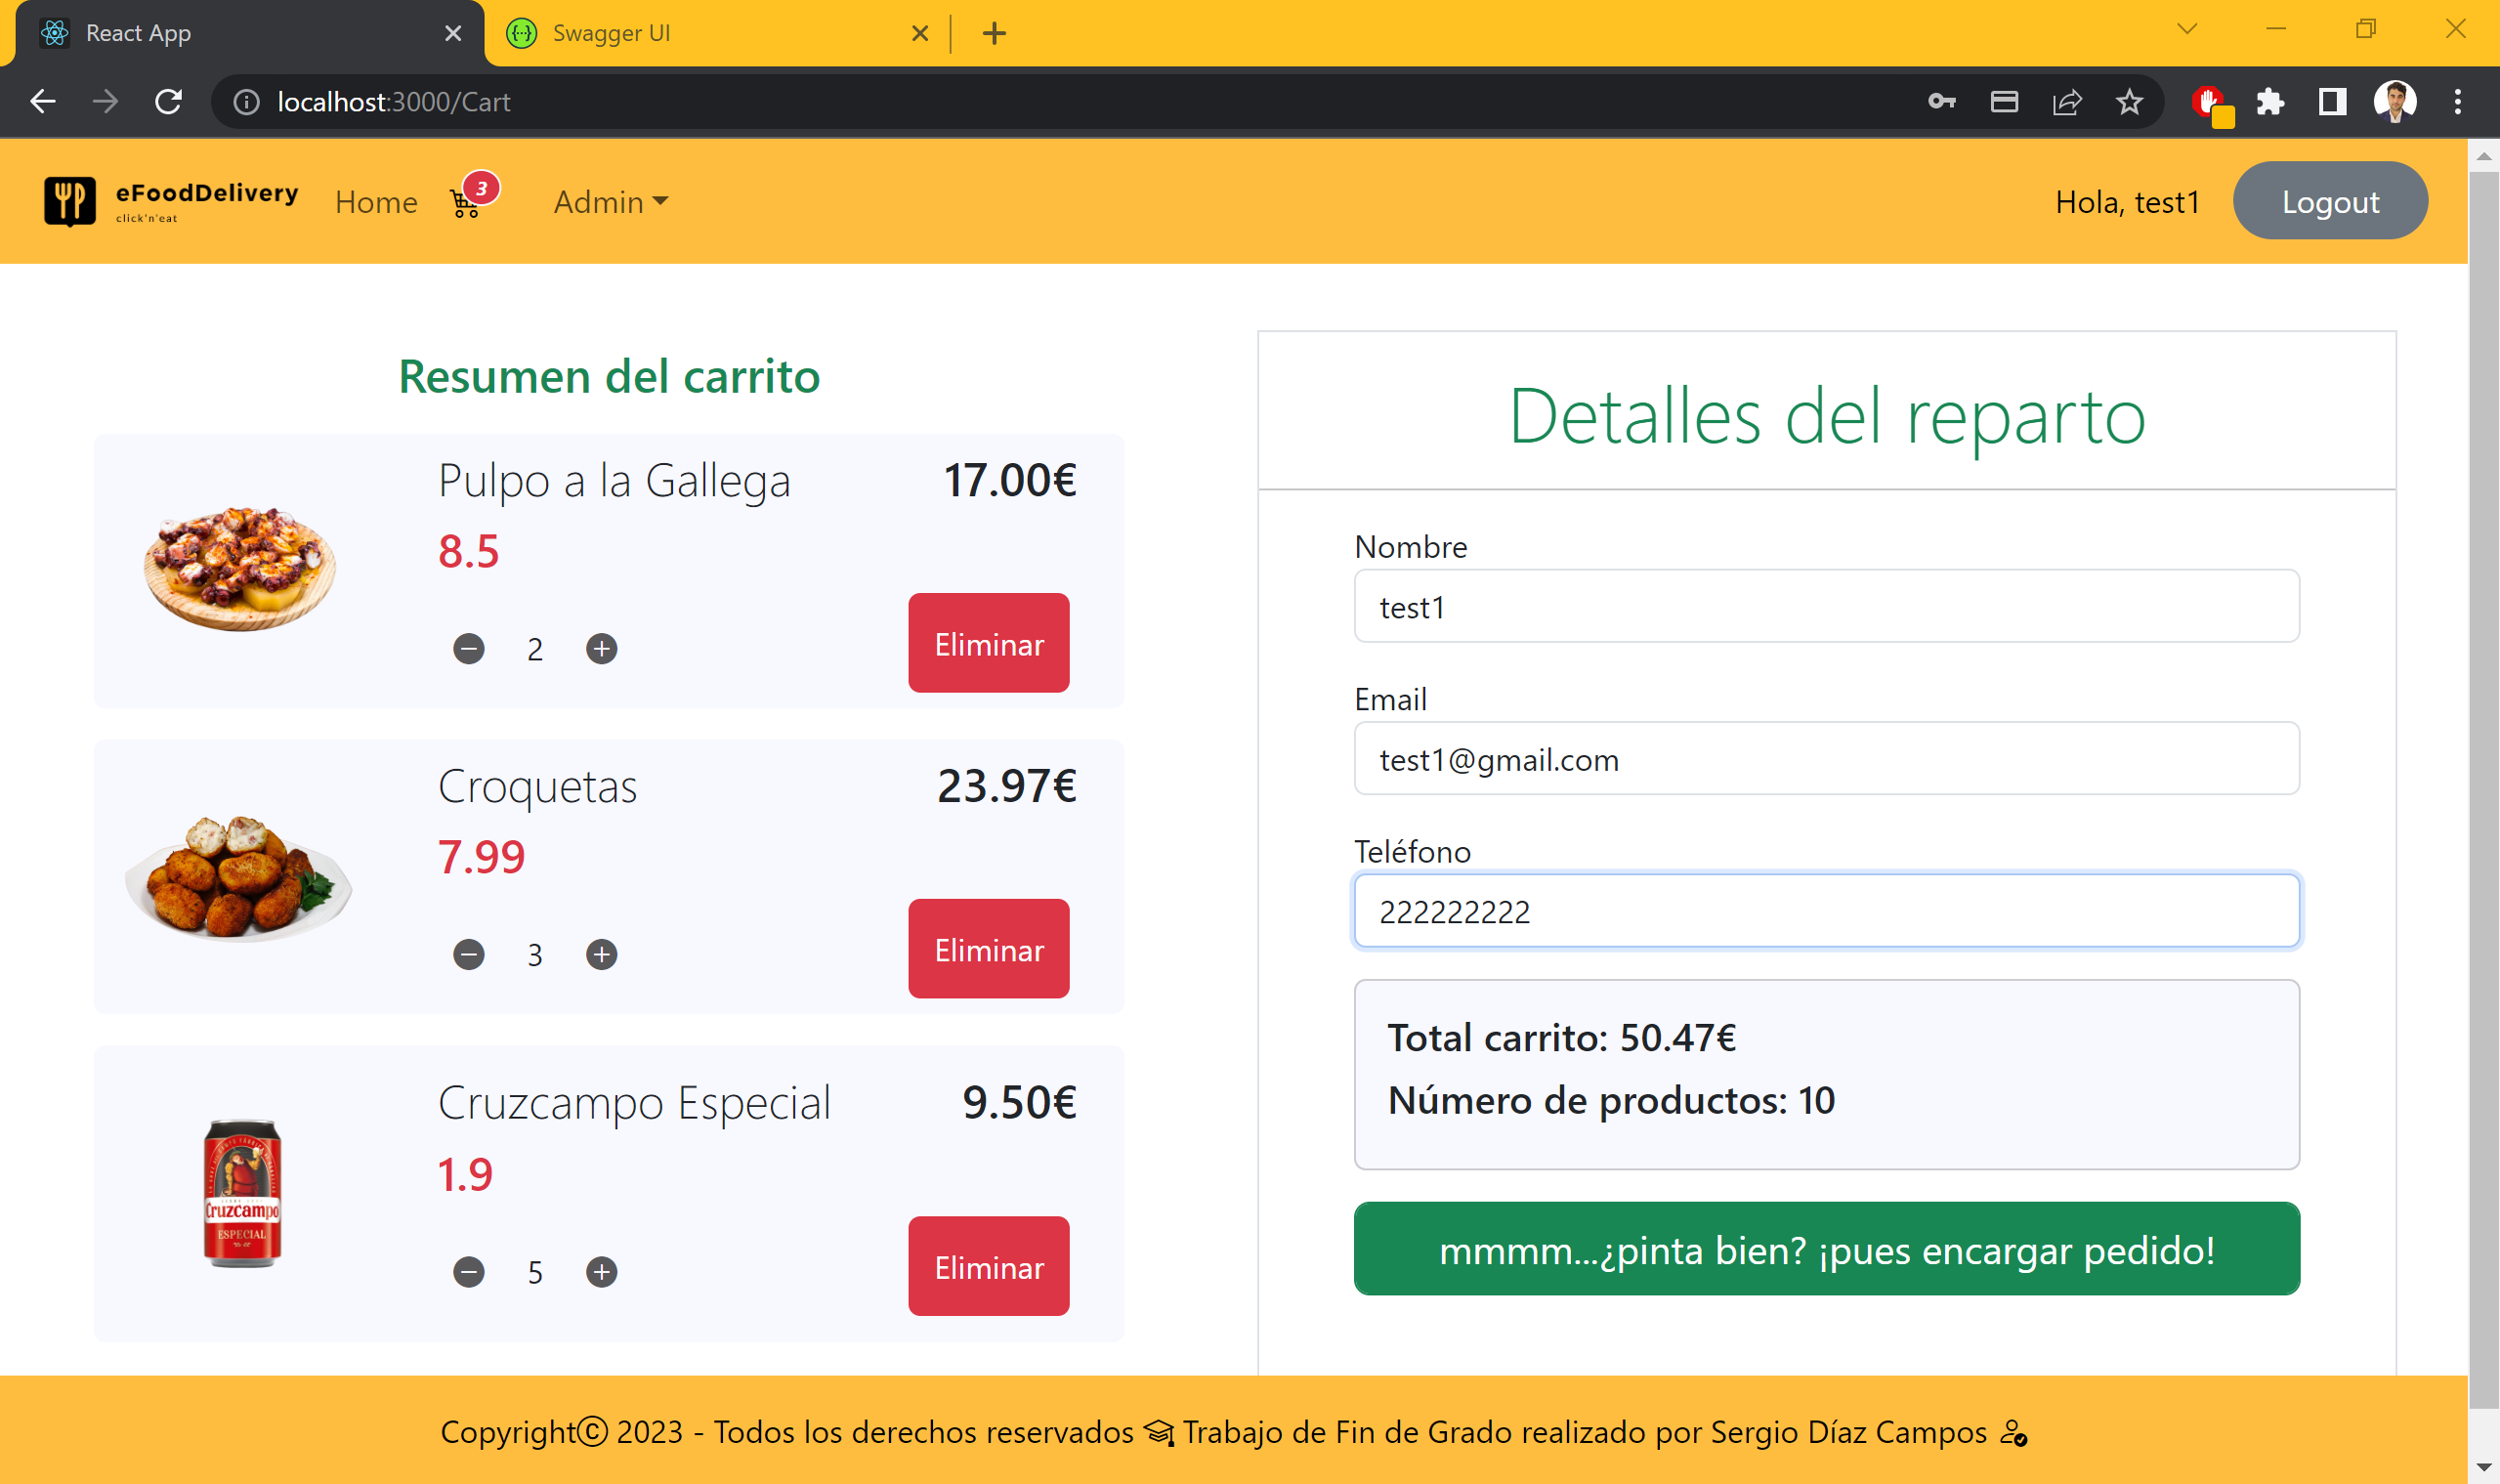 React App
Swagger UI
localhost:3000/Cart
eFoodDelivery
click'n'eat
Home
3
Admin
Hola, test1
Logout
Resumen del carrito
Pulpo a la Gallega
17.00€
8.5
2
Eliminar
Croquetas
23.97€
7.99
3
Eliminar
Cruzcampo Especial
9.50€
1.9
Cruzcampo
ESPECIAL
5
Eliminar
Detalles del reparto
Nombre
test1
Email
test1@gmail.com
Teléfono
222222222
Total carrito: 50.47€
Número de productos: 10
mmmm...¿pinta bien? ¡pues encargar pedido!
Copyright© 2023 - Todos los derechos reservados Trabajo de Fin de Grado realizado por Sergio Díaz Campos